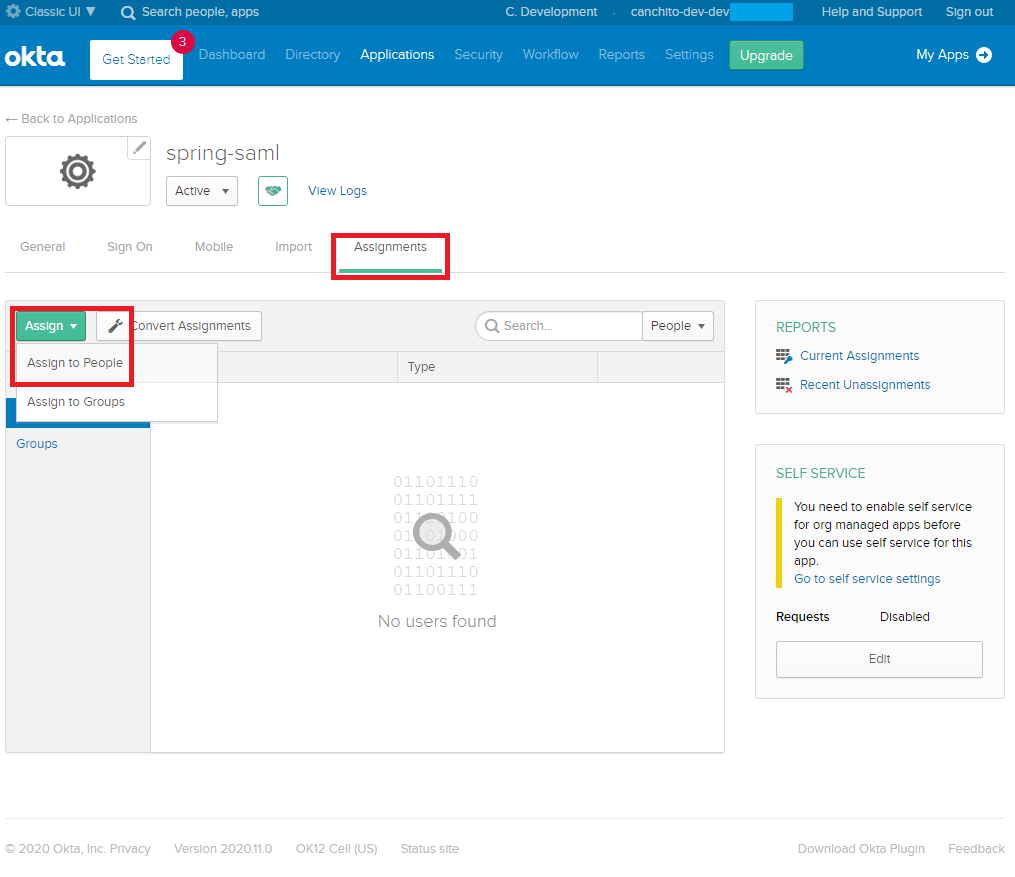 Classic UI ▼ Search people, apps C. Development · canchito-dev-dev Help and Support Sign out
okta Get Started 3 Dashboard Directory Applications Security Workflow Reports Settings Upgrade My Apps
← Back to Applications
spring-saml
Active ▼ View Logs
General Sign On Mobile Import Assignments
Assign ▼ Convert Assignments Search... People ▼
Assign to People
Type
Assign to Groups
Groups
01101110
01101111
01110100
01101001
01101110
01100111
No users found
REPORTS
Current Assignments
Recent Unassignments
SELF SERVICE
You need to enable self service
for org managed apps before
you can use self service for this
app.
Go to self service settings
Requests Disabled
Edit
© 2020 Okta, Inc. Privacy Version 2020.11.0 OK12 Cell (US) Status site Download Okta Plugin Feedback